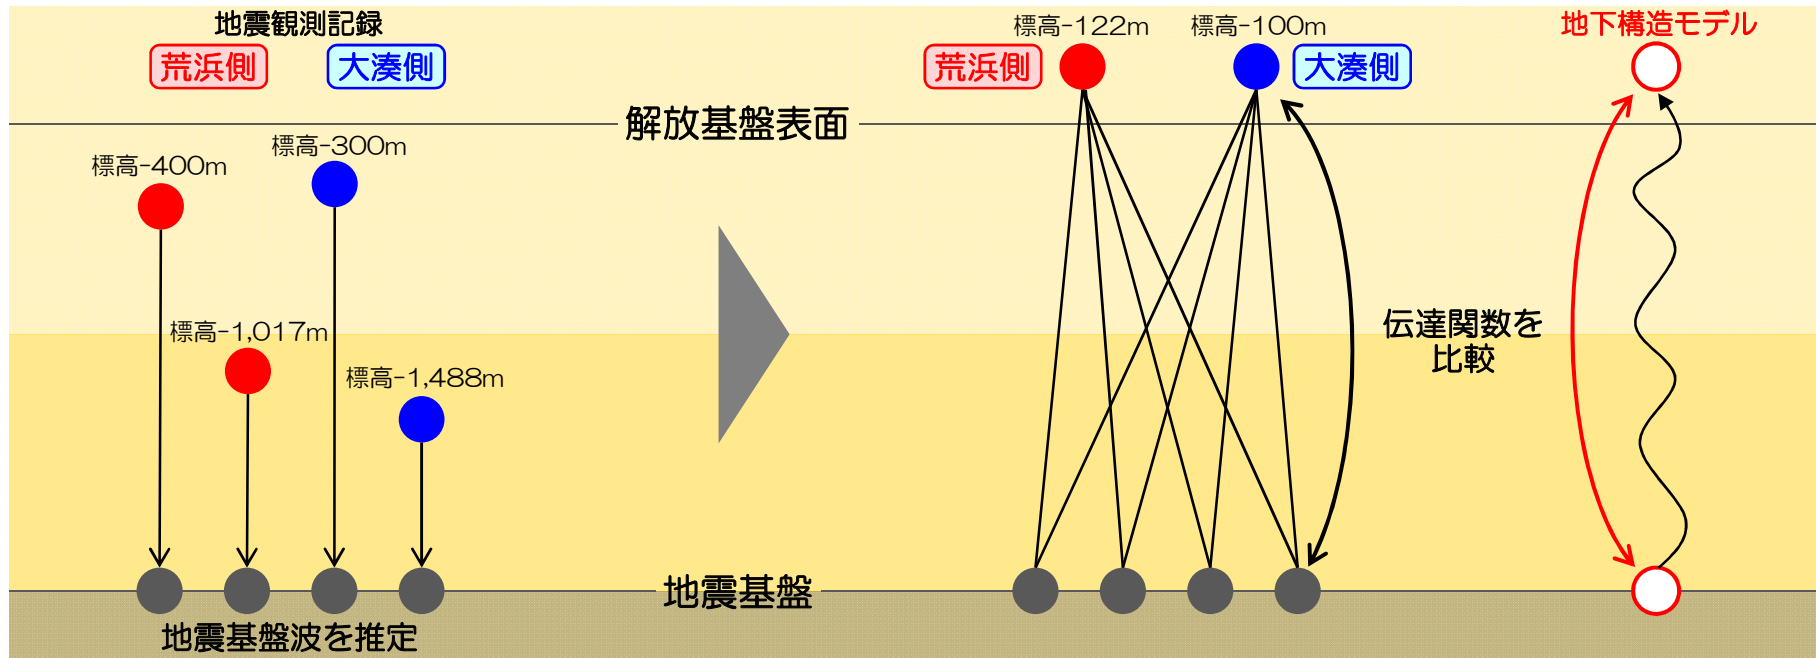 地震観測記録
荒浜側
大湊側
標高-122m
標高-100m
荒浜側
大湊側
地下構造モデル
解放基盤表面
標高-400m
標高-300m
標高-1,017m
標高-1,488m
伝達関数を
比較
地震基盤
地震基盤波を推定